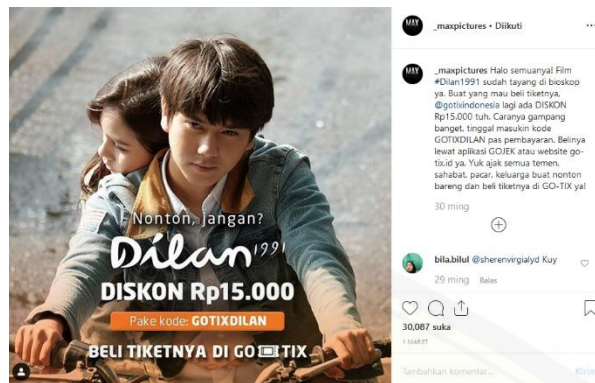 _maxpictures • Diikuti
_maxpictures Halo semuanya! Film
#Dilan1991 sudah tayang di bioskop
ya. Buat yang mau beli tiketnya,
@gotixindonesia lagi ada DISKON
Rp15.000 tuh. Caranya gampang
banget, tinggal masukin kode
GOTIXDILAN pas pembayaran. Belinya
lewat aplikasi GOJEK atau website go-
tix.id ya. Yuk ajak semua temen,
sahabat, pacar, keluarga buat nonton
bareng dan beli tiketnya di GO-TIX ya!
30 ming
bila.bilul @sherenvirgialyd Kuy
29 ming Balas
30,087 suka
1 MARET
Tambahkan komentar... Kirim
Nonton, jangan?
Dilan 1991
DISKON Rp15.000
Pake kode: GOTIXDILAN
BELI TIKETNYA DI GO TIX